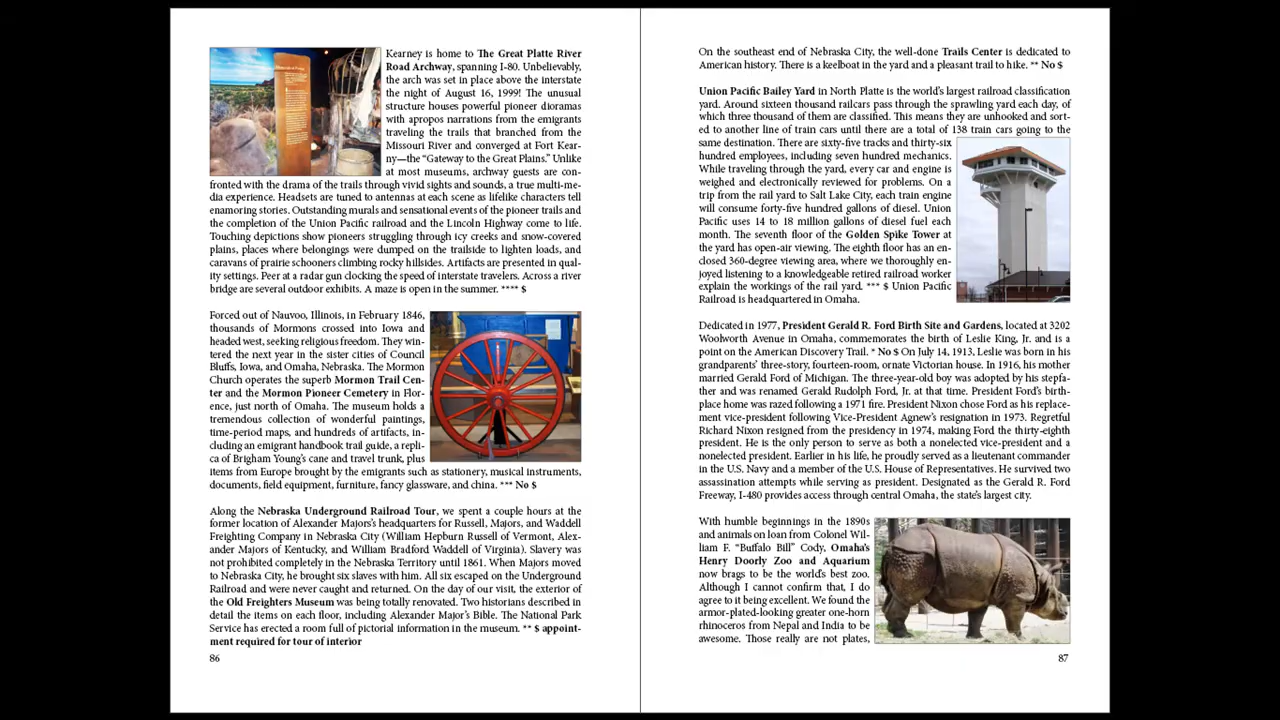 Kearney is home to The Great Platte River
Road Archway, spanning I-80. Unbelievably,
the arch was set in place above the interstate
the night of August 16, 1999! The unusual
structure houses powerful pioneer dioramas
with apropos narrations from the emigrants
traveling the trails that branched from the
Missouri River and converged at Fort Kear-
ny—the “Gateway to the Great Plains.” Unlike
at most museums, archway guests are con-
fronted with the drama of the trails through vivid sights and sounds, a true multi-me-
dia experience. Headsets are tuned to antennas at each scene as lifelike characters tell
enamoring stories. Outstanding murals and sensational events of the pioneer trails and
the completion of the Union Pacific railroad and the Lincoln Highway come to life.
Touching depictions show pioneers struggling through icy creeks and snow-covered
plains, places where belongings were dumped on the trailside to lighten loads, and
caravans of prairie schooners climbing rocky hillsides. Artifacts are presented in qual-
ity settings. Peer at a radar gun clocking the speed of interstate travelers. Across a river
bridge are several outdoor exhibits. A maze is open in the summer. **** $
Forced out of Nauvoo, Illinois, in February 1846,
thousands of Mormons crossed into Iowa and
headed west, seeking religious freedom. They win-
tered the next year in the sister cities of Council
Bluffs, Iowa, and Omaha, Nebraska. The Mormon
Church operates the superb Mormon Trail Cen-
ter and the Mormon Pioneer Cemetery in Flor-
ence, just north of Omaha. The museum holds a
tremendous collection of wonderful paintings,
time-period maps, and hundreds of artifacts, in-
cluding an emigrant handbook trail guide, a repli-
ca of Brigham Young's cane and travel trunk, plus
items from Europe brought by the emigrants such as stationery, musical instruments,
documents, field equipment, furniture, fancy glassware, and china. *** No $
Along the Nebraska Underground Railroad Tour, we spent a couple hours at the
former location of Alexander Majors's headquarters for Russell, Majors, and Waddell
Freighting Company in Nebraska City (William Hepburn Russell of Vermont, Alex-
ander Majors of Kentucky, and William Bradford Waddell of Virginia). Slavery was
not prohibited completely in the Nebraska Territory until 1861. When Majors moved
to Nebraska City, he brought six slaves with him. All six escaped on the Underground
Railroad and were never caught and returned. On the day of our visit, the exterior of
the Old Freighters Museum was being totally renovated. Two historians described in
detail the items on each floor, including Alexander Major's Bible. The National Park
Service has erected a room full of pictorial information in the museum. ** $ appoint-
ment required for tour of interior
86
On the southeast end of Nebraska City, the well-done Trails Center is dedicated to
American history. There is a keelboat in the yard and a pleasant trail to hike. ** No $
Union Pacific Bailey Yard in North Platte is the world's largest railroad classification
yard. Around sixteen thousand railcars pass through the sprawling yard each day, of
which three thousand of them are classified. This means they are unhooked and sort-
ed to another line of train cars until there are a total of 138 train cars going to the
same destination. There are sixty-five tracks and thirty-six
hundred employees, including seven hundred mechanics.
While traveling through the yard, every car and engine is
weighed and electronically reviewed for problems. On a
trip from the rail yard to Salt Lake City, each train engine
will consume forty-five hundred gallons of diesel. Union
Pacific uses 14 to 18 million gallons of diesel fuel each
month. The seventh floor of the Golden Spike Tower at
the yard has open-air viewing. The eighth floor has an en-
closed 360-degree viewing area, where we thoroughly en-
joyed listening to a knowledgeable retired railroad worker
explain the workings of the rail yard. *** $ Union Pacific
Railroad is headquartered in Omaha.
Dedicated in 1977, President Gerald R. Ford Birth Site and Gardens, located at 3202
Woolworth Avenue in Omaha, commemorates the birth of Leslie King, Jr. and is a
point on the American Discovery Trail. * No $ On July 14, 1913, Leslie was born in his
grandparents' three-story, fourteen-room, ornate Victorian house. In 1916, his mother
married Gerald Ford of Michigan. The three-year-old boy was adopted by his stepfa-
ther and was renamed Gerald Rudolph Ford, Jr. at that time. President Ford's birth-
place home was razed following a 1971 fire. President Nixon chose Ford as his replace-
ment vice-president following Vice-President Agnew's resignation in 1973. Regretful
Richard Nixon resigned from the presidency in 1974, making Ford the thirty-eighth
president. He is the only person to serve as both a nonelected vice-president and a
nonelected president. Earlier in his life, he proudly served as a lieutenant commander
in the U.S. Navy and a member of the U.S. House of Representatives. He survived two
assassination attempts while serving as president. Designated as the Gerald R. Ford
Freeway, I-480 provides access through central Omaha, the state's largest city.
With humble beginnings in the 1890s
and animals on loan from Colonel Wil-
liam F. “Buffalo Bill” Cody, Omaha's
Henry Doorly Zoo and Aquarium
now brags to be the world's best zoo.
Although I cannot confirm that, I do
agree to it being excellent. We found the
armor-plated-looking greater one-horn
rhinoceros from Nepal and India to be
awesome. Those really are not plates,
87